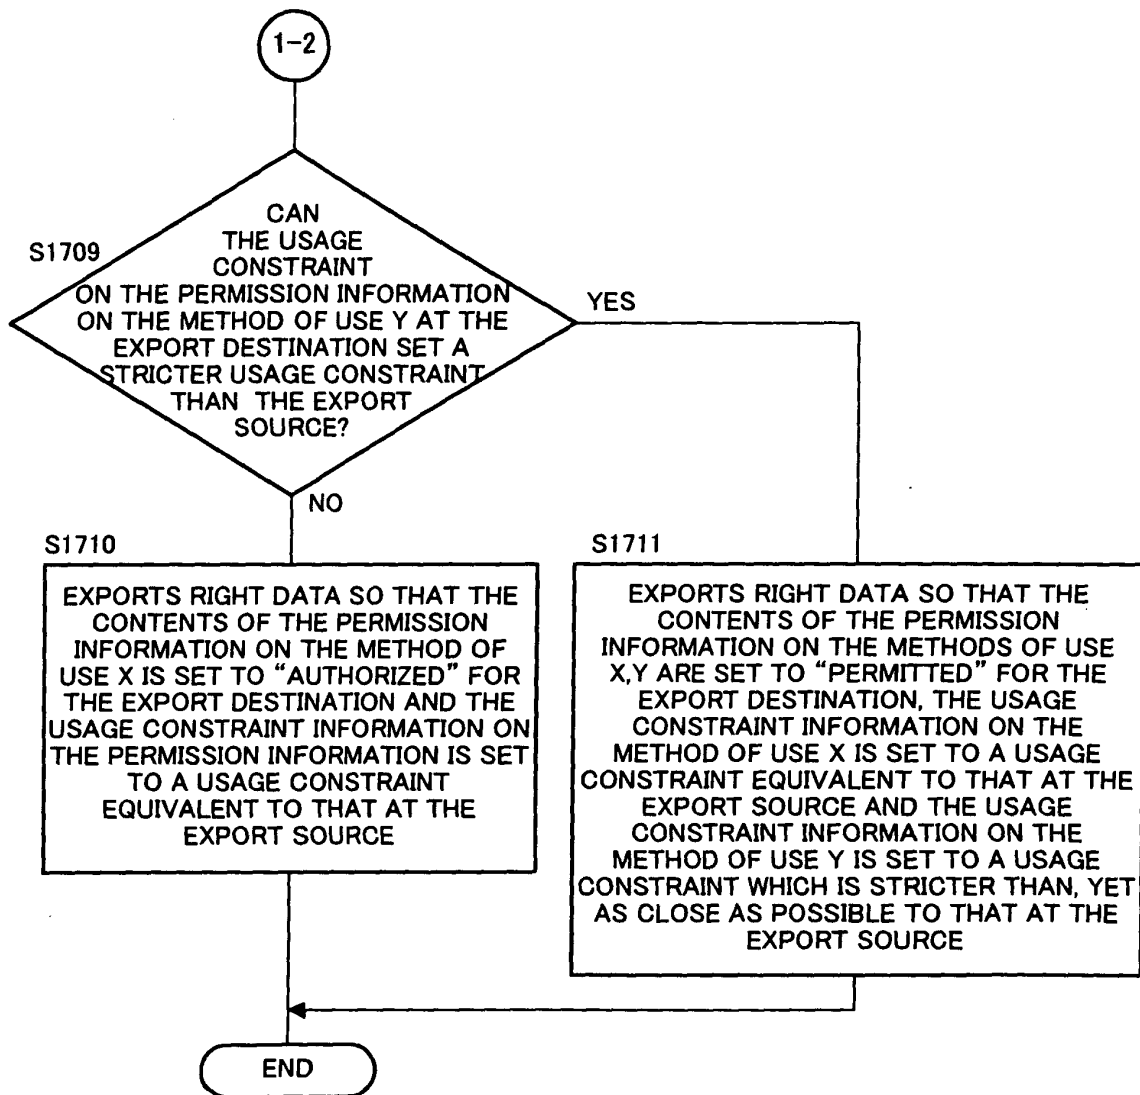 1-2
S1709
CAN
THE USAGE
CONSTRAINT
ON THE PERMISSION INFORMATION
ON THE METHOD OF USE Y AT THE
EXPORT DESTINATION SET A
STRICTER USAGE CONSTRAINT
THAN THE EXPORT
SOURCE?
YES
NO
S1710
EXPORTS RIGHT DATA SO THAT THE
CONTENTS OF THE PERMISSION
INFORMATION ON THE METHOD OF
USE X IS SET TO “AUTHORIZED” FOR
THE EXPORT DESTINATION AND THE
USAGE CONSTRAINT INFORMATION ON
THE PERMISSION INFORMATION IS SET
TO A USAGE CONSTRAINT
EQUIVALENT TO THAT AT THE
EXPORT SOURCE
S1711
EXPORTS RIGHT DATA SO THAT THE
CONTENTS OF THE PERMISSION
INFORMATION ON THE METHODS OF USE
X,Y ARE SET TO “PERMITTED” FOR THE
EXPORT DESTINATION, THE USAGE
CONSTRAINT INFORMATION ON THE
METHOD OF USE X IS SET TO A USAGE
CONSTRAINT EQUIVALENT TO THAT AT THE
EXPORT SOURCE AND THE USAGE
CONSTRAINT INFORMATION ON THE
METHOD OF USE Y IS SET TO A USAGE
CONSTRAINT WHICH IS STRICTER THAN, YET
AS CLOSE AS POSSIBLE TO THAT AT THE
EXPORT SOURCE
END